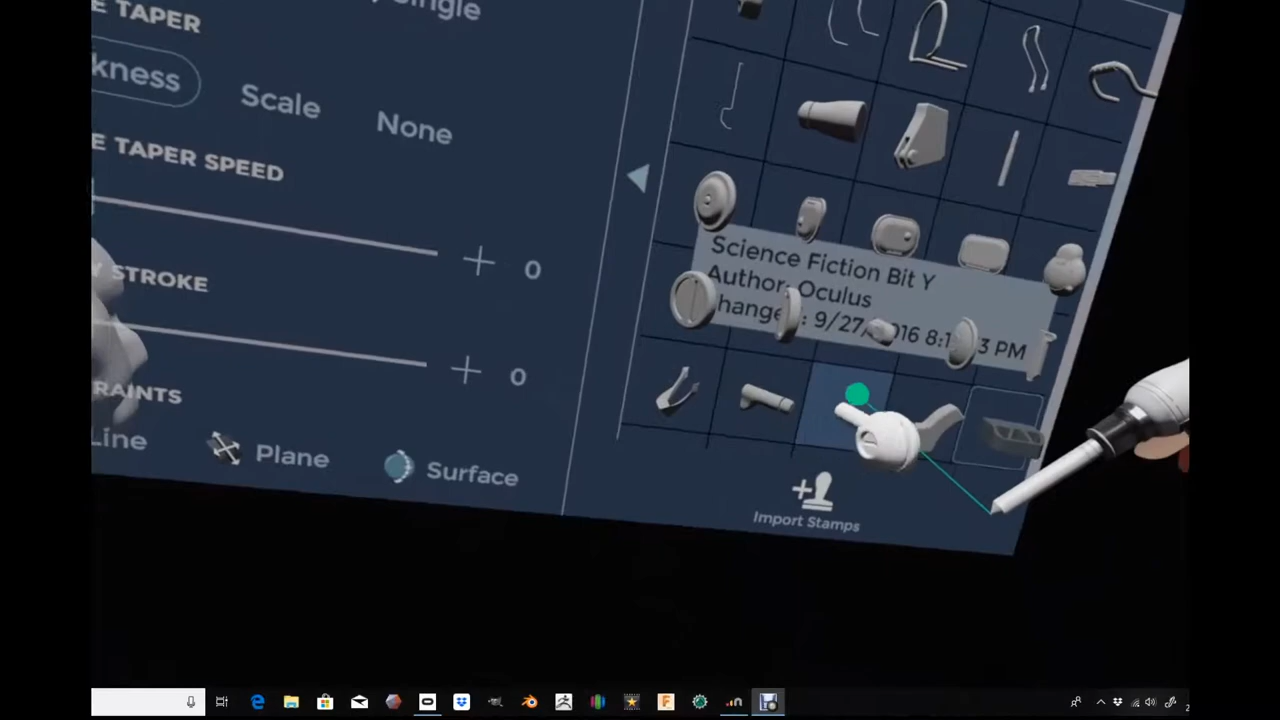 Single
E TAPER
kness
Scale
None
E TAPER SPEED
0
Science Fiction Bit Y
Author: Oculus
Y STROKE
0
RAINTS
Line
Plane
Surface
Import Stamps